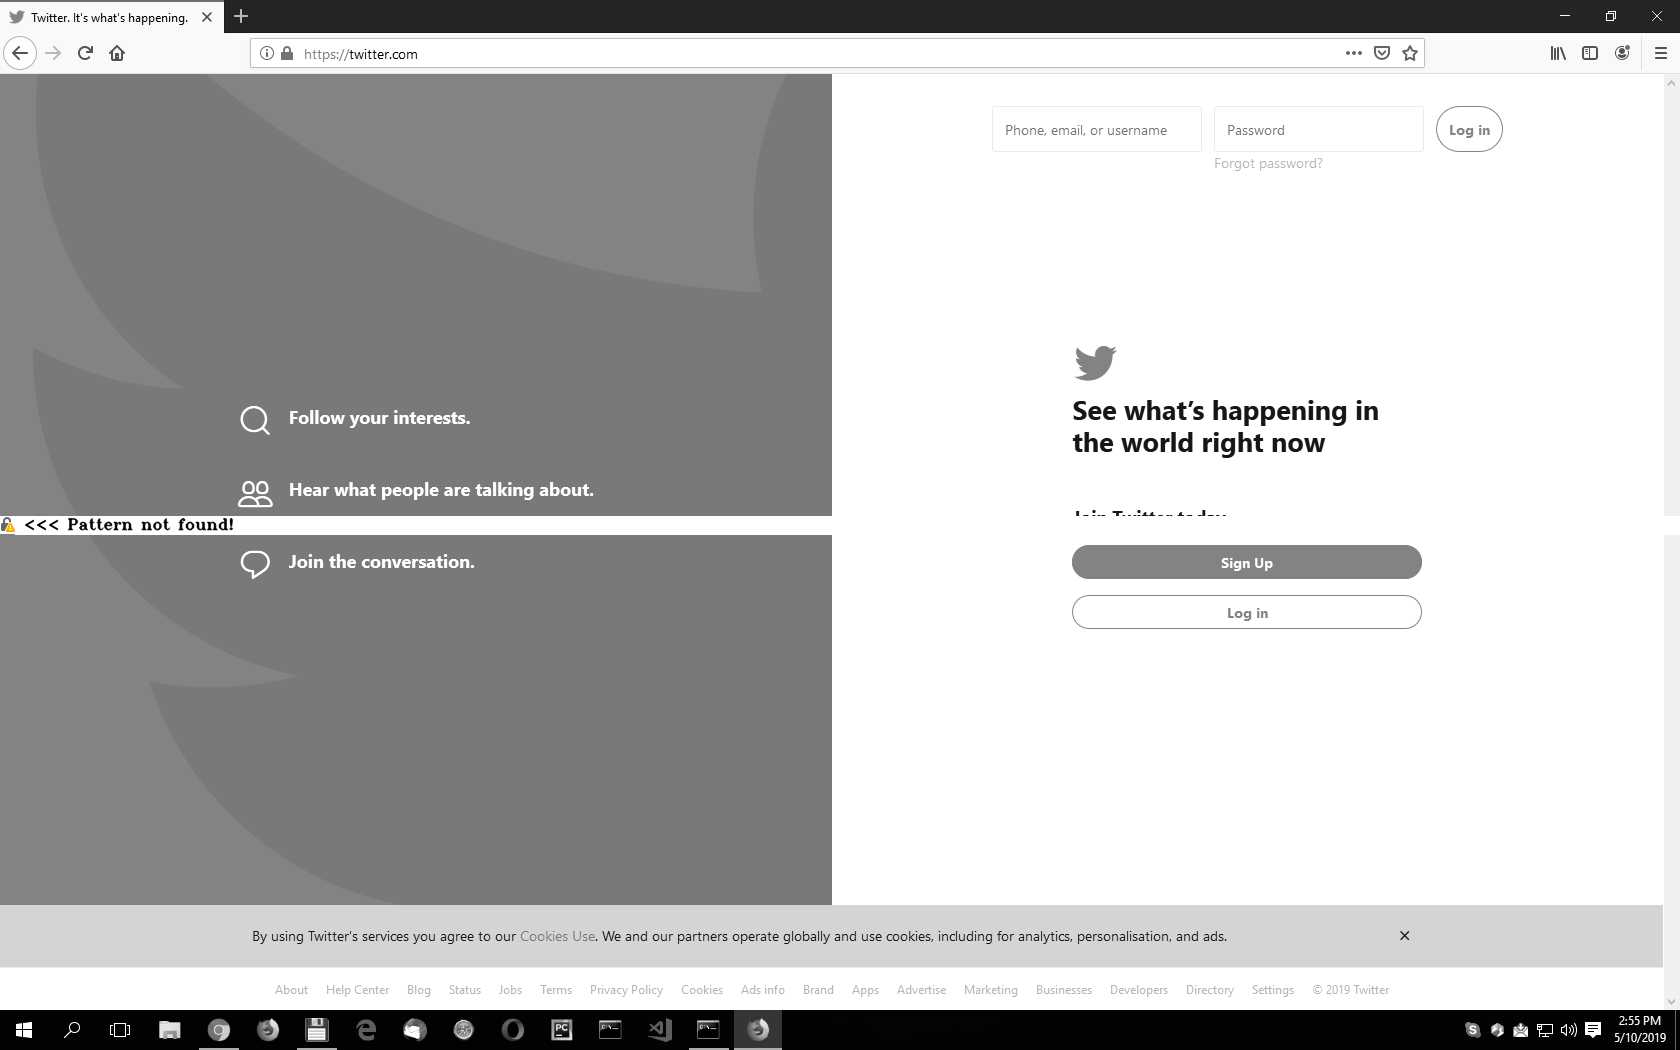 Twitter. It's what's happening.
https://twitter.com
Phone, email, or username
Password
Log in
Forgot password?
See what's happening in
the world right now
Follow your interests.
Hear what people are talking about.
Join Twitter today.
<<< Pattern not found!
Join the conversation.
Sign Up
Log in
By using Twitter's services you agree to our Cookies Use. We and our partners operate globally and use cookies, including for analytics, personalisation, and ads.
About Help Center Blog Status Jobs Terms Privacy Policy Cookies Ads info Brand Apps Advertise Marketing Businesses Developers Directory Settings © 2019 Twitter
PC
2:55 PM
5/10/2019